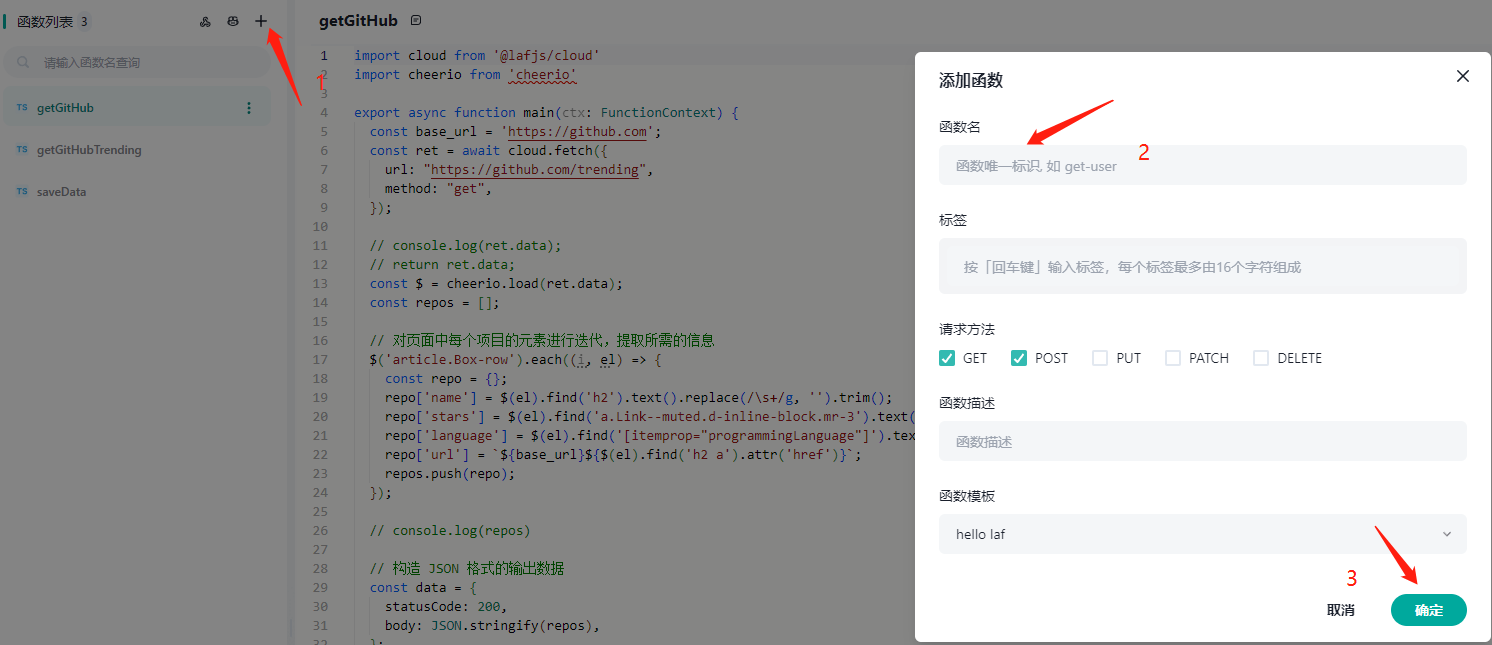 函数列表 3
请输入函数名查询
TS getGitHub
TS getGitHubTrending
TS saveData
1
getGitHub
1 import cloud from '@lafjs/cloud'
2 import cheerio from 'cheerio'
3
4 export async function main(ctx: FunctionContext) {
5 const base_url = 'https://github.com';
6 const ret = await cloud.fetch({
7 url: "https://github.com/trending",
8 method: "get",
9 });
10
11 // console.log(ret.data);
12 // return ret.data;
13 const $ = cheerio.load(ret.data);
14 const repos = [];
15
16 // 对页面中每个项目的元素进行迭代，提取所需的信息
17 $('article.Box-row').each((i, el) => {
18 const repo = {};
19 repo['name'] = $(el).find('h2').text().replace(/\s+/g, '').trim();
20 repo['stars'] = $(el).find('a.Link--muted.d-inline-block.mr-3').text(
21 repo['language'] = $(el).find('[itemprop="programmingLanguage"]').tex
22 repo['url'] = `${base_url}${$(el).find('h2 a').attr('href')}`;
23 repos.push(repo);
24 });
25
26 // console.log(repos)
27
28 // 构造 JSON 格式的输出数据
29 const data = {
30 statusCode: 200,
31 body: JSON.stringify(repos),
32 };
添加函数
函数名
函数唯一标识, 如 get-user
2
标签
按「回车键」输入标签，每个标签最多由16个字符组成
请求方法
GET POST PUT PATCH DELETE
函数描述
函数描述
函数模板
hello laf
3
取消 确定